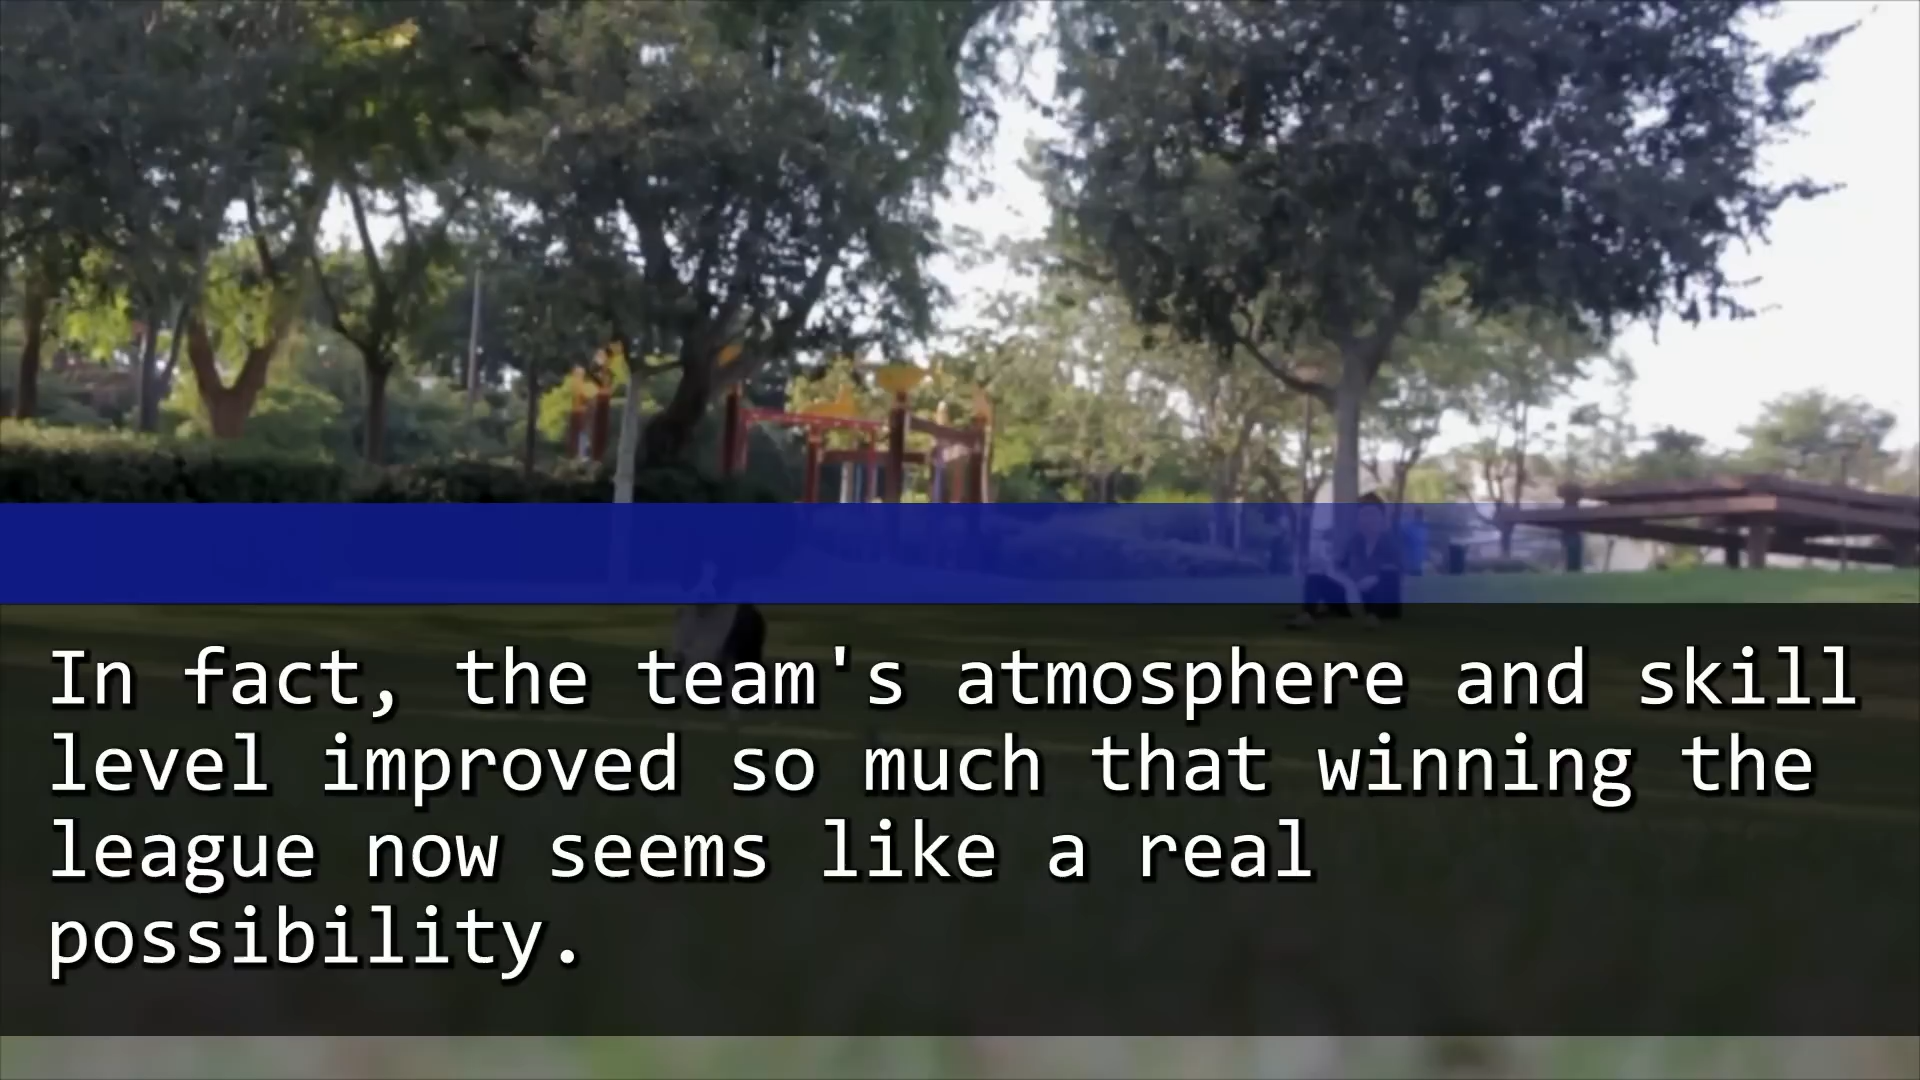 In fact, the team's atmosphere and skill
level improved so much that winning the
league now seems like a real
possibility.